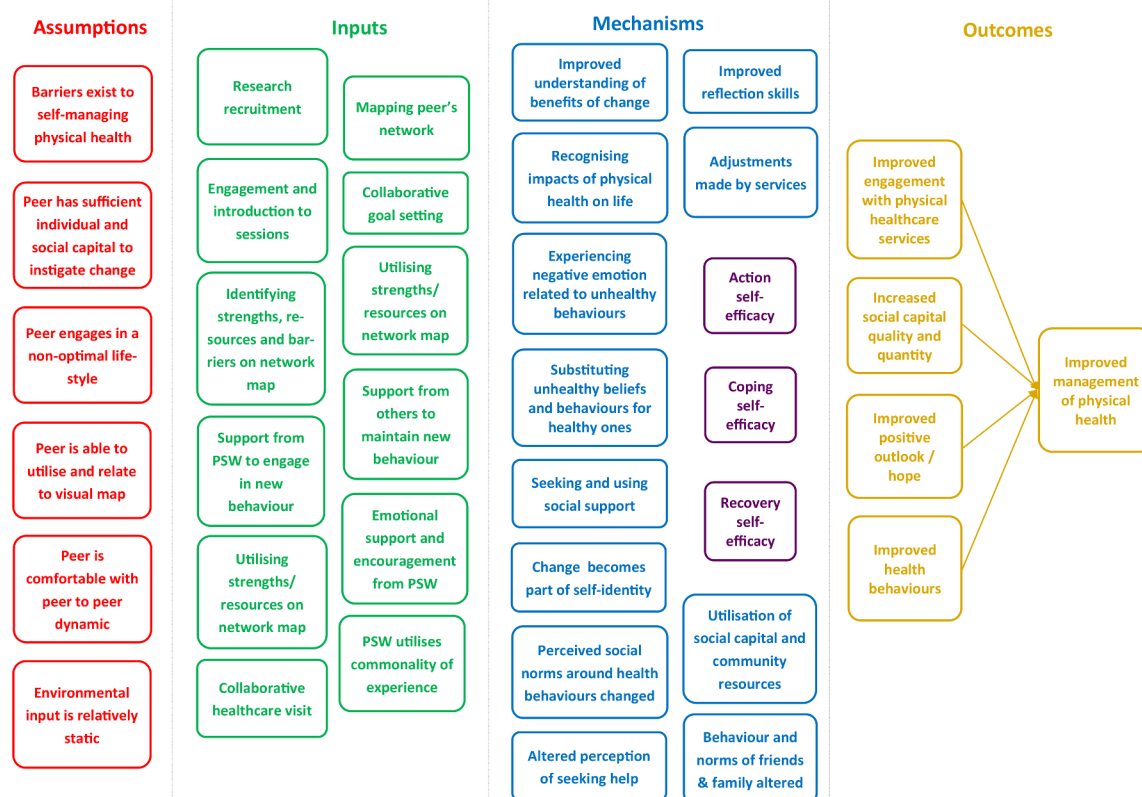 Assumptions
Barriers exist to
self-managing
physical health
Peer has sufficient
individual and
social capital to
instigate change
Peer engages in a
non-optimal life-
style
Peer is able to
utilise and relate
to visual map
Peer is
comfortable with
peer to peer
dynamic
Environmental
input is relatively
static
Inputs
Research
recruitment
Engagement and
introduction to
sessions
Identifying
strengths, re-
sources and bar-
riers on network
map
Support from
PSW to engage
in new
behaviour
Utilising
strengths/
resources on
network map
Collaborative
healthcare visit
Mapping peer's
network
Collaborative
goal setting
Utilising
strengths/
resources on
network map
Support from
others to
maintain new
behaviour
Emotional
support and
encouragement
from PSW
PSW utilises
commonality of
experience
Mechanisms
Improved
understanding of
benefits of change
Recognising
impacts of physical
health on life
Experiencing
negative emotion
related to unhealthy
behaviours
Substituting
unhealthy beliefs
and behaviours for
healthy ones
Seeking and using
social support
Change becomes
part of self-identity
Perceived social
norms around health
behaviours changed
Altered perception
of seeking help
Improved
reflection skills
Adjustments
made by services
Action
self-
efficacy
Coping
self-
efficacy
Recovery
self-
efficacy
Utilisation of
social capital and
community
resources
Behaviour and
norms of friends
& family altered
Outcomes
Improved
engagement
with physical
healthcare
services
Increased
social capital
quality and
quantity
Improved
positive
outlook /
hope
Improved
health
behaviours
Improved
management
of physical
health